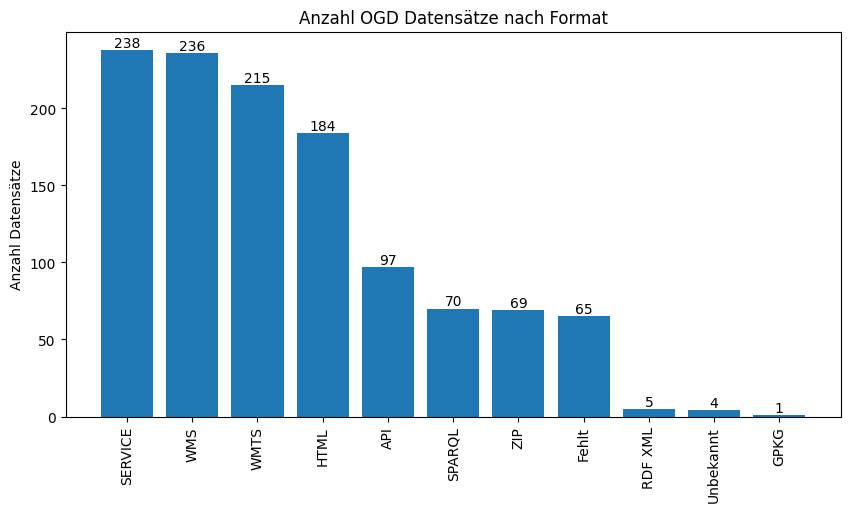 Anzahl OGD Datensätze nach Format
Anzahl Datensätze
200
150
100
50
0
238
236
215
184
97
70
69
65
5
4
1
SERVICE
WMS
WMTS
HTML
API
SPARQL
ZIP
Fehlt
RDF XML
Unbekannt
GPKG